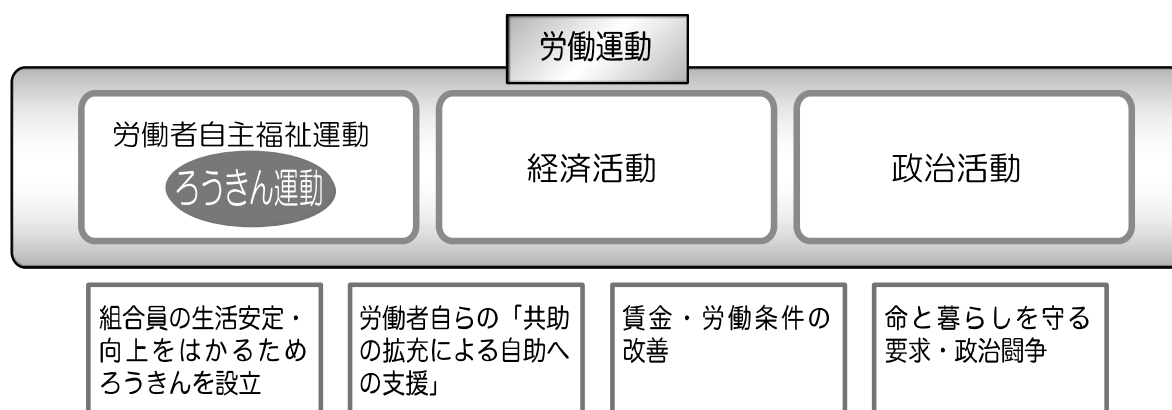 労働運動
労働者自主福祉運動
ろうきん運動
経済活動
政治活動
組合員の生活安定・
向上をはかるため
ろうきんを設立
労働者自らの「共助
の拡充による自助へ
の支援」
賃金・労働条件の
改善
命と暮らしを守る
要求・政治闘争